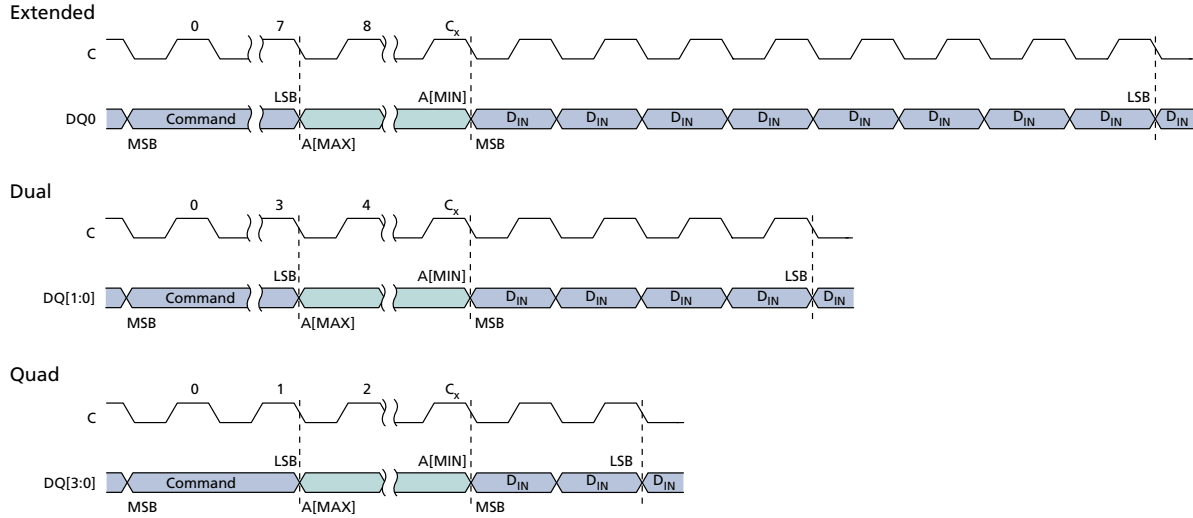 Extended
0 7 8 Cx
C
LSB A[MIN] LSB
DQ0 Command DIN DIN DIN DIN DIN DIN DIN DIN DIN
MSB A[MAX] MSB
Dual
0 3 4 Cx
C
LSB A[MIN] LSB
DQ[1:0] Command DIN DIN DIN DIN DIN
MSB A[MAX] MSB
Quad
0 1 2 Cx
C
LSB A[MIN] LSB
DQ[3:0] Command DIN DIN DIN
MSB A[MAX] MSB